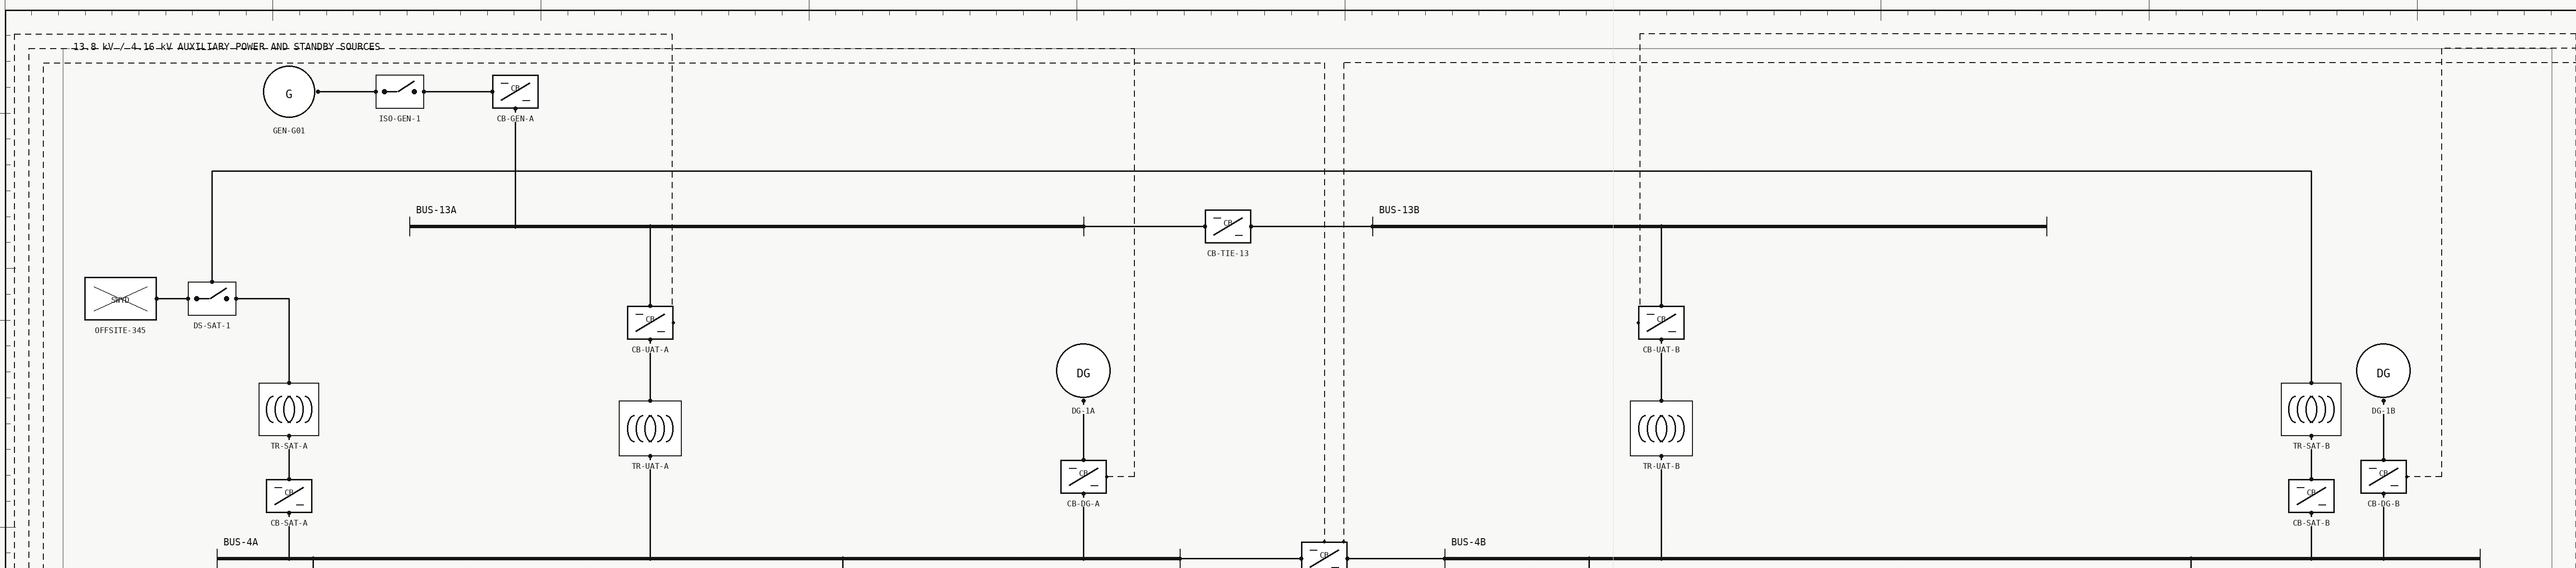 13.8 kV / 4.16 kV AUXILIARY POWER AND STANDBY SOURCES
G
CB
GEN-G01
ISO-GEN-1
CB-GEN-A
BUS-13A
BUS-13B
CB
CB-TIE-13
SWYD
OFFSITE-345
DS-SAT-1
CB
CB-UAT-A
CB
CB-UAT-B
DG
DG-1A
DG
DG-1B
TR-SAT-A
TR-UAT-A
TR-UAT-B
TR-SAT-B
CB
CB-SAT-A
CB
CB-DG-A
CB
CB-SAT-B
CB
CB-DG-B
BUS-4A
BUS-4B
CB